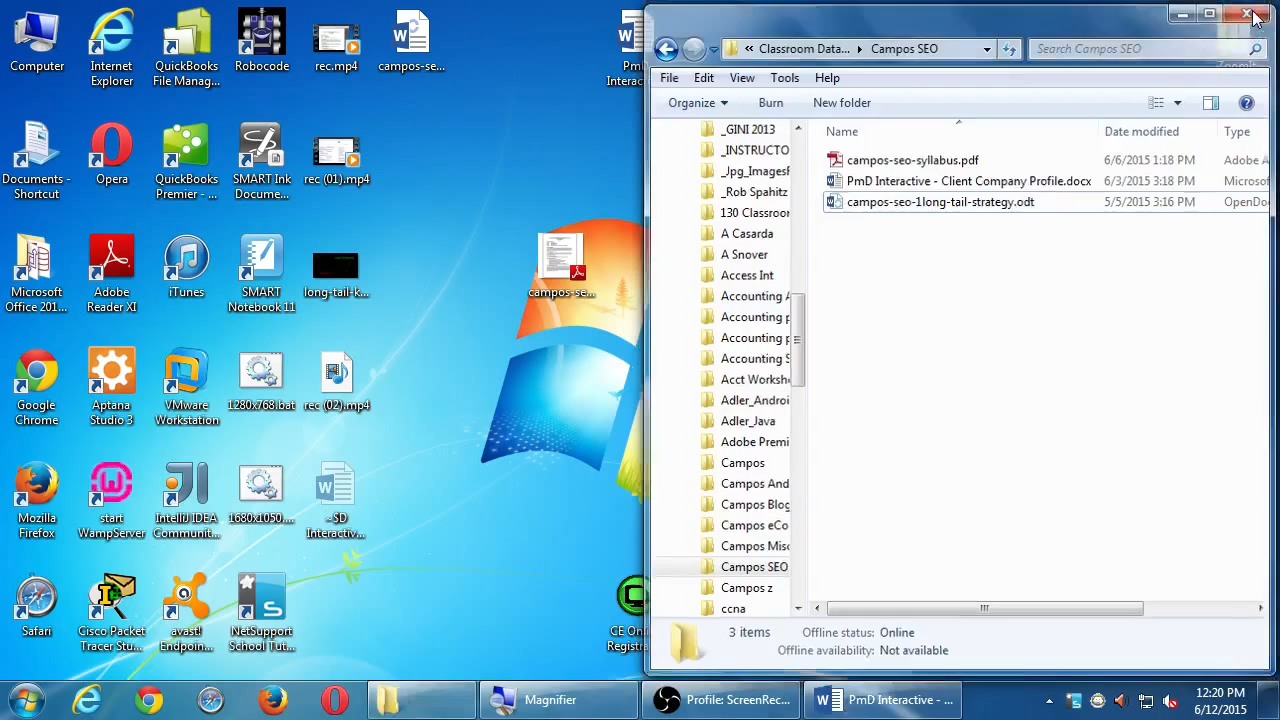 Computer
Internet
Explorer
QuickBooks
File Manag...
Robocode
rec.mp4
campos-se...
PmD
Interac
Documents -
Shortcut
Opera
QuickBooks
Premier - ...
SMART Ink
Docume...
rec (01).mp4
Microsoft
Office 201...
Adobe
Reader XI
iTunes
SMART
Notebook 11
long-tail-k...
campos-se...
Google
Chrome
Aptana
Studio 3
VMware
Workstation
1280x768.bat
rec (02).mp4
Mozilla
Firefox
start
WampServer
IntelliJ IDEA
Communit...
1680x1050....
~$D
Interactiv...
Safari
Cisco Packet
Tracer Stu...
avast!
Endpoin...
NetSupport
School Tut...
CE Onl
Registra
« Classroom Data... Campos SEO
Search Campos SEO
File Edit View Tools Help
Organize Burn New folder
Name Date modified Type
campos-seo-syllabus.pdf 6/6/2015 1:18 PM Adobe A
PmD Interactive - Client Company Profile.docx 6/3/2015 3:18 PM Microsof
campos-seo-1long-tail-strategy.odt 5/5/2015 3:16 PM OpenDoc
_GINI 2013
_INSTRUCTO
_Jpg_ImagesF
_Rob Spahitz
130 Classroor
A Casarda
A Snover
Access Int
Accounting A
Accounting p
Accounting p
Accounting S
Acct Worksho
Adler_Androi
Adler_Java
Adobe Premi
Campos
Campos And
Campos Blog
Campos eCo
Campos Misc
Campos SEO
Campos z
ccna
3 items Offline status: Online
Offline availability: Not available
Magnifier
Profile: ScreenRec...
PmD Interactive - ...
12:20 PM
6/12/2015